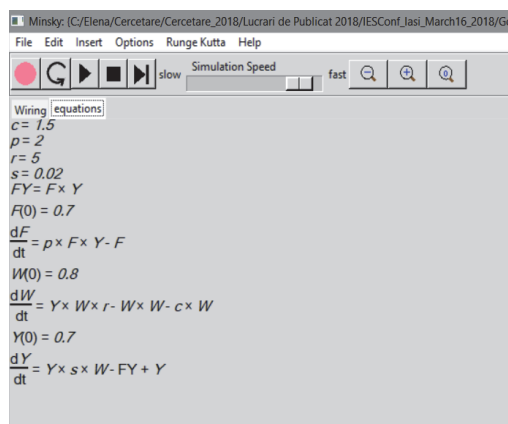 Minsky: (C:/Elena/Cercetare/Cercetare_2018/Lucrari de Publicat 2018/IESConf_Iasi_March16_2018/G
File Edit Insert Options Runge Kutta Help
slow Simulation Speed fast
Wiring equations
c = 1.5
p = 2
r = 5
s = 0.02
FY = F × Y
F(0) = 0.7
dF/dt = p × F × Y - F
W(0) = 0.8
dW/dt = Y × W × r - W × W - c × W
Y(0) = 0.7
dY/dt = Y × s × W - FY + Y